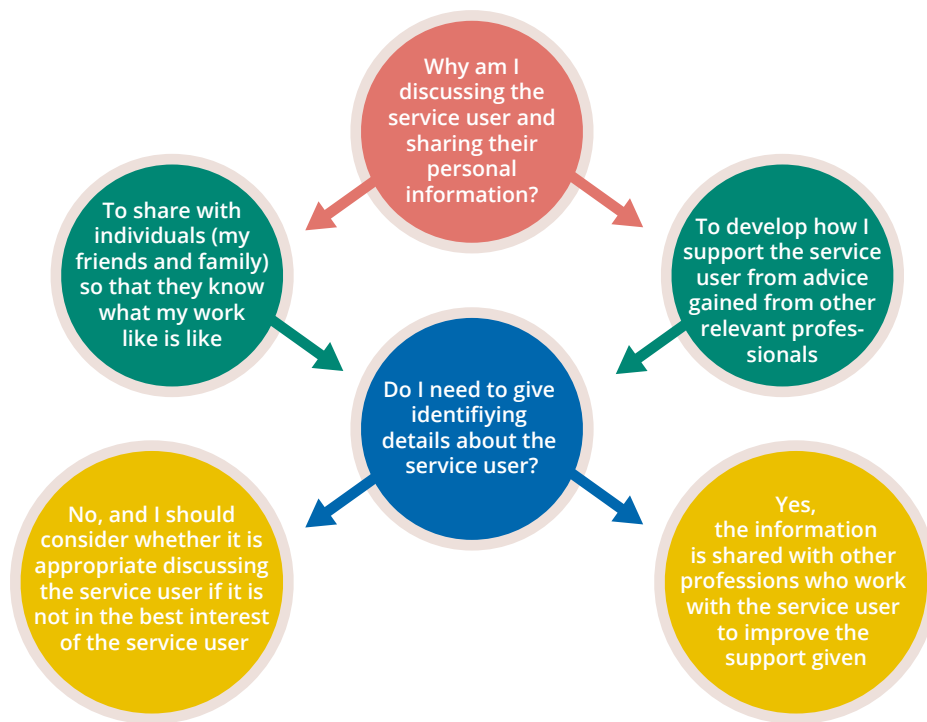 Why am I
discussing the
service user and
sharing their
personal
information?
To share with
individuals (my
friends and family)
so that they know
what my work
like is like
To develop how I
support the service
user from advice
gained from other
relevant profes-
sionals
Do I need to give
identifiying
details about the
service user?
No, and I should
consider whether it is
appropriate discussing
the service user if it is
not in the best interest
of the service user
Yes,
the information
is shared with other
professions who work
with the service user
to improve the
support given